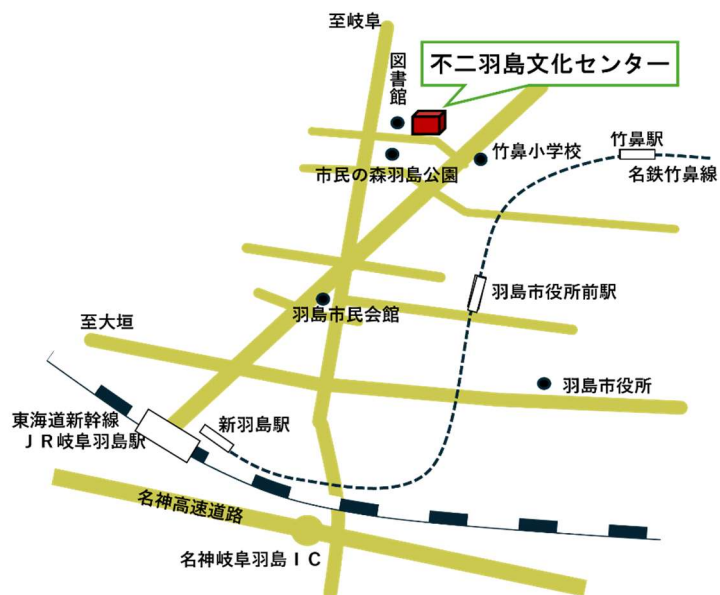 至岐阜
図書館
不二羽島文化センター
竹鼻駅
竹鼻小学校
名鉄竹鼻線
市民の森羽島公園
羽島市役所前駅
羽島市民会館
至大垣
羽島市役所
東海道新幹線
新羽島駅
ＪＲ岐阜羽島駅
名神高速道路
名神岐阜羽島ＩＣ